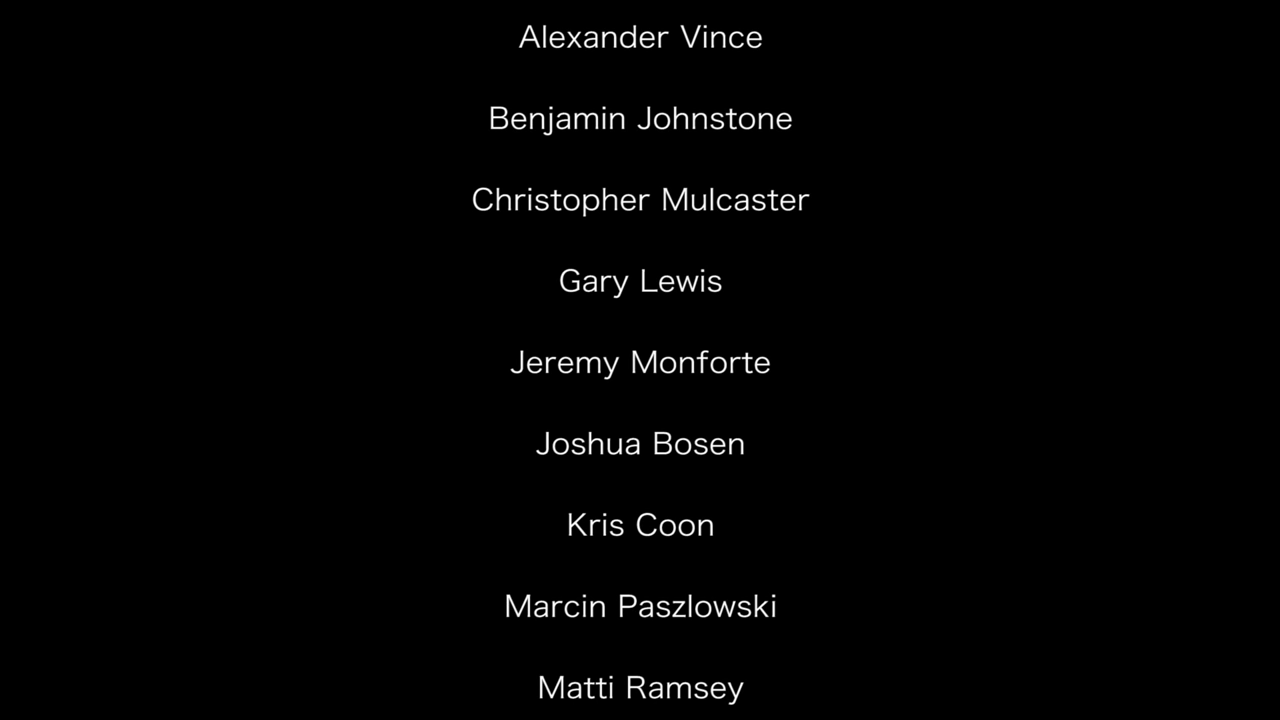 Alexander Vince
Benjamin Johnstone
Christopher Mulcaster
Gary Lewis
Jeremy Monforte
Joshua Bosen
Kris Coon
Marcin Paszlowski
Matti Ramsey